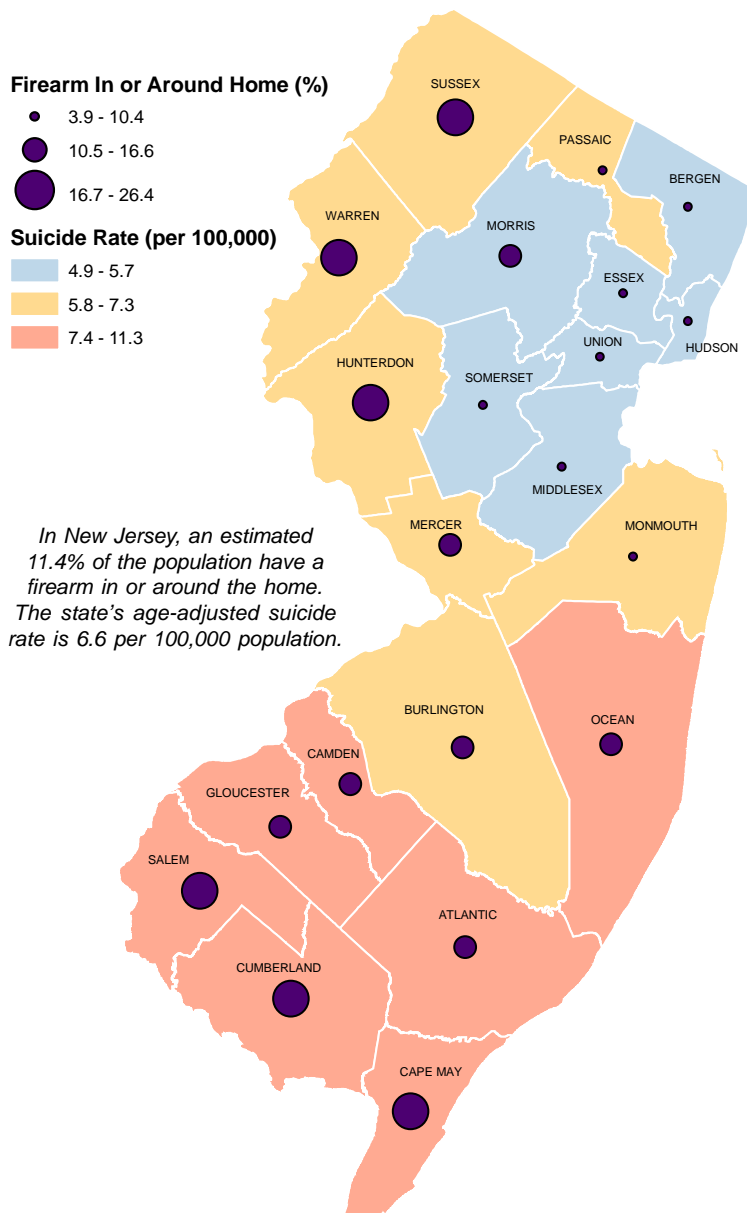 Firearm In or Around Home (%)
3.9 - 10.4
10.5 - 16.6
16.7 - 26.4
Suicide Rate (per 100,000)
4.9 - 5.7
5.8 - 7.3
7.4 - 11.3
SUSSEX
PASSAIC
BERGEN
WARREN
MORRIS
ESSEX
HUDSON
UNION
HUNTERDON
SOMERSET
MIDDLESEX
MERCER
MONMOUTH
In New Jersey, an estimated
11.4% of the population have a
firearm in or around the home.
The state's age-adjusted suicide
rate is 6.6 per 100,000 population.
BURLINGTON
OCEAN
CAMDEN
GLOUCESTER
SALEM
ATLANTIC
CUMBERLAND
CAPE MAY